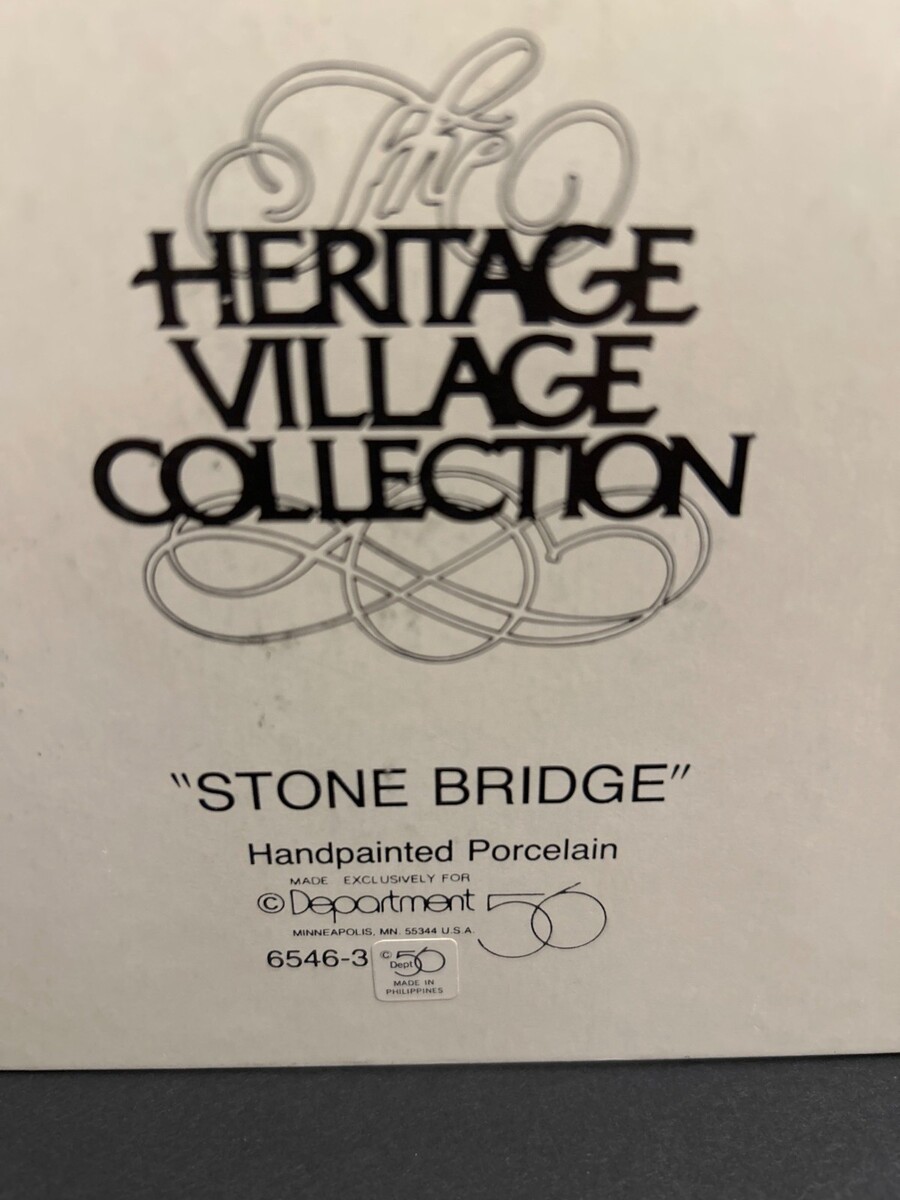 The
HERITAGE
VILLAGE
COLLECTION
"STONE BRIDGE"
Handpainted Porcelain
MADE EXCLUSIVELY FOR
© Department 56
MINNEAPOLIS, MN. 55344 U.S.A.
6546-3
© Dept 56
MADE IN
PHILIPPINES